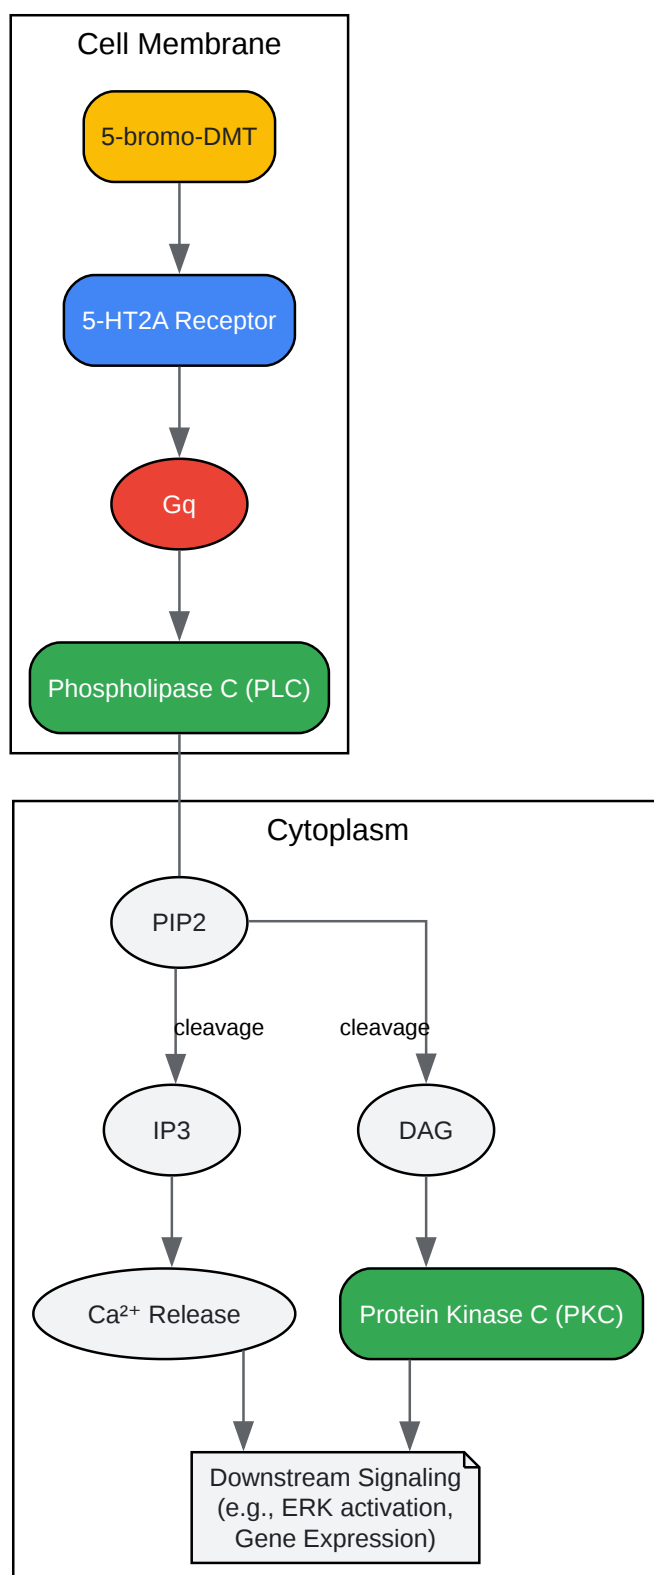 Cell Membrane
5-bromo-DMT
5-HT2A Receptor
Gq
Phospholipase C (PLC)
Cytoplasm
PIP2
cleavage
cleavage
IP3
DAG
Ca²⁺ Release
Protein Kinase C (PKC)
Downstream Signaling
(e.g., ERK activation,
Gene Expression)